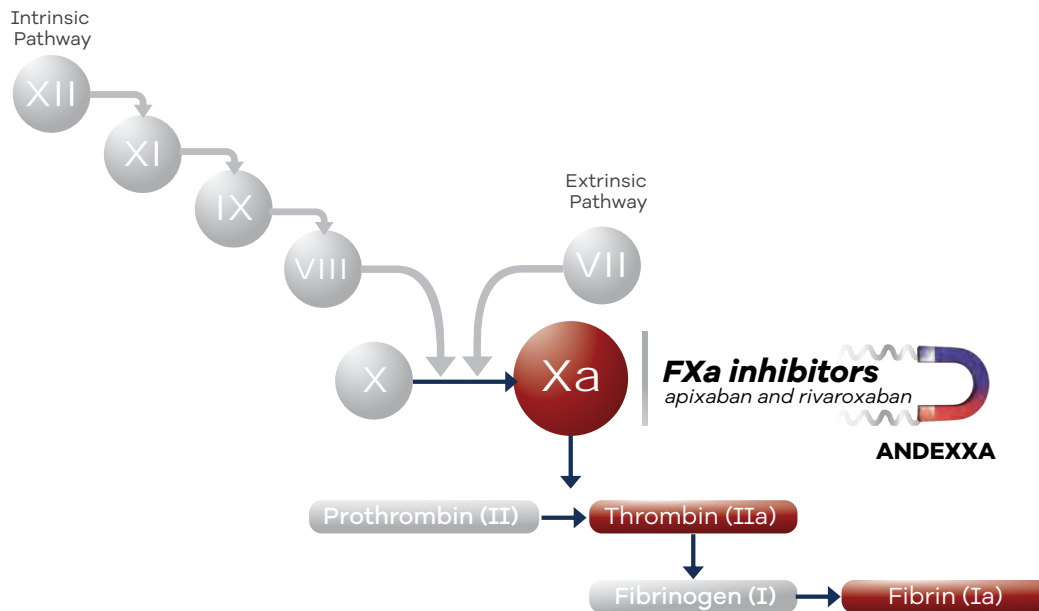 Intrinsic
Pathway
XII
XI
IX
VIII
Extrinsic
Pathway
VII
X
Xa
FXa inhibitors
apixaban and rivaroxaban
ANDEXXA
Prothrombin (II)
Thrombin (IIa)
Fibrinogen (I)
Fibrin (Ia)